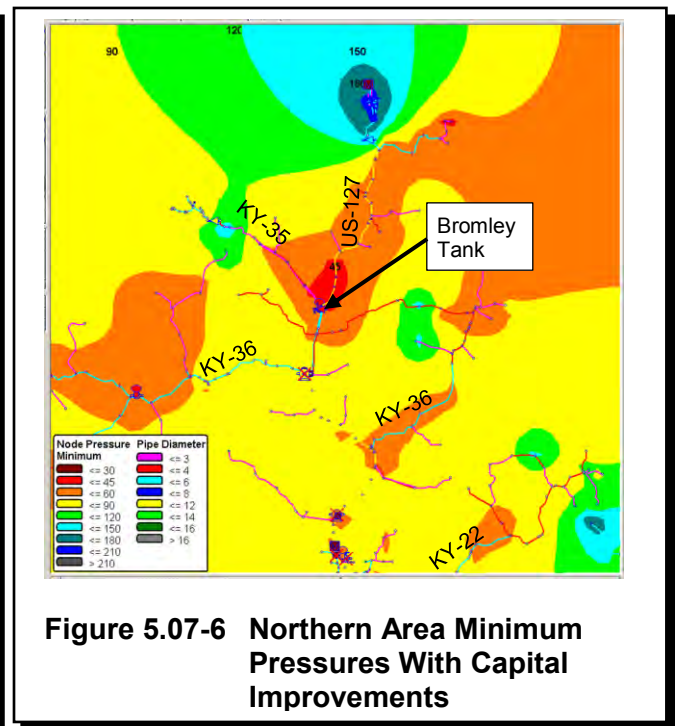 120
90
150
180
US-127
KY-35
Bromley
Tank
45
KY-36
KY-36
KY-22
Node Pressure Pipe Diameter
Minimum
<= 30 <= 3
<= 45 <= 4
<= 60 <= 6
<= 90 <= 8
<= 120 <= 12
<= 150 <= 14
<= 180 <= 16
<= 210 > 16
> 210
Figure 5.07-6 Northern Area Minimum
Pressures With Capital
Improvements